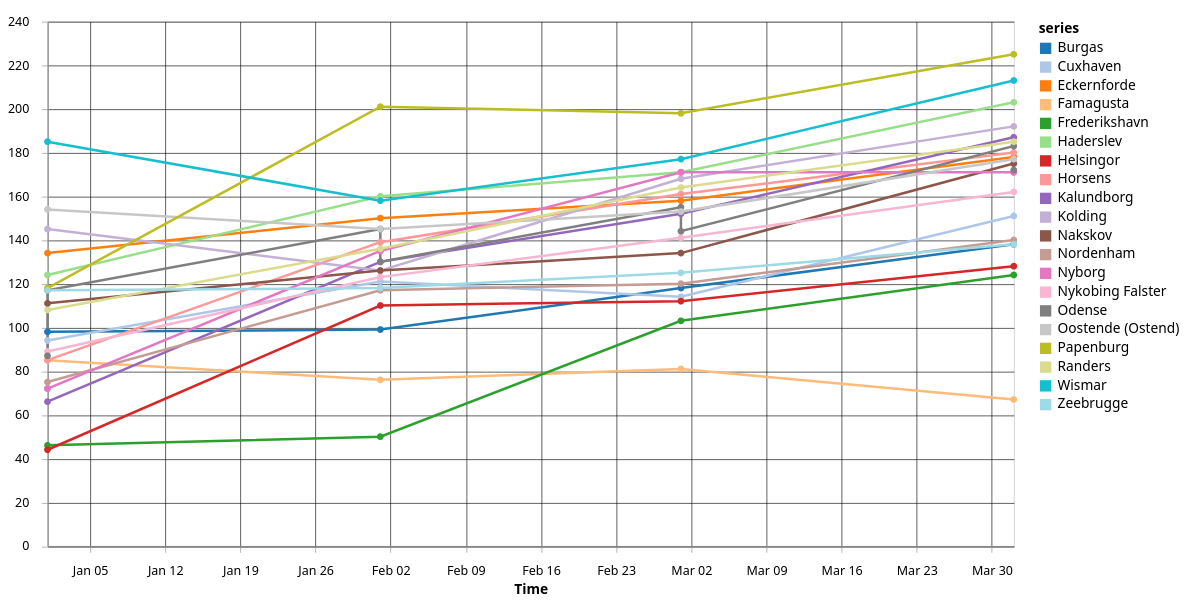 240
220
200
180
160
140
120
100
80
60
40
20
0
Jan 05 Jan 12 Jan 19 Jan 26 Feb 02 Feb 09 Feb 16 Feb 23 Mar 02 Mar 09 Mar 16 Mar 23 Mar 30
Time
series
Burgas
Cuxhaven
Eckernforde
Famagusta
Frederikshavn
Haderslev
Helsingor
Horsens
Kalundborg
Kolding
Nakskov
Nordenham
Nyborg
Nykobing Falster
Odense
Oostende (Ostend)
Papenburg
Randers
Wismar
Zeebrugge